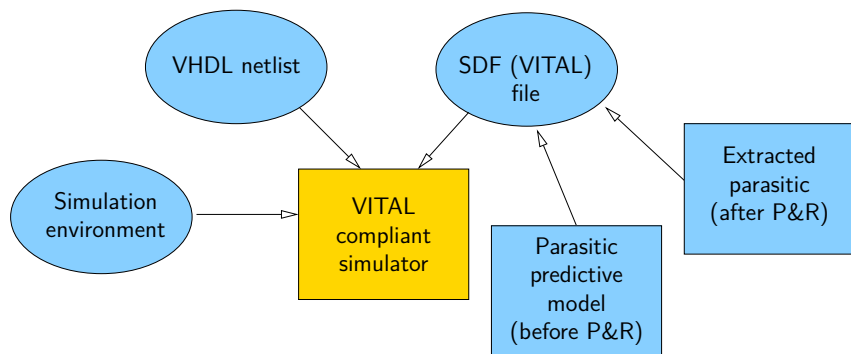 VHDL netlist
SDF (VITAL)
file
Extracted
parasitic
(after P&R)
Simulation
environment
VITAL
compliant
simulator
Parasitic
predictive
model
(before P&R)